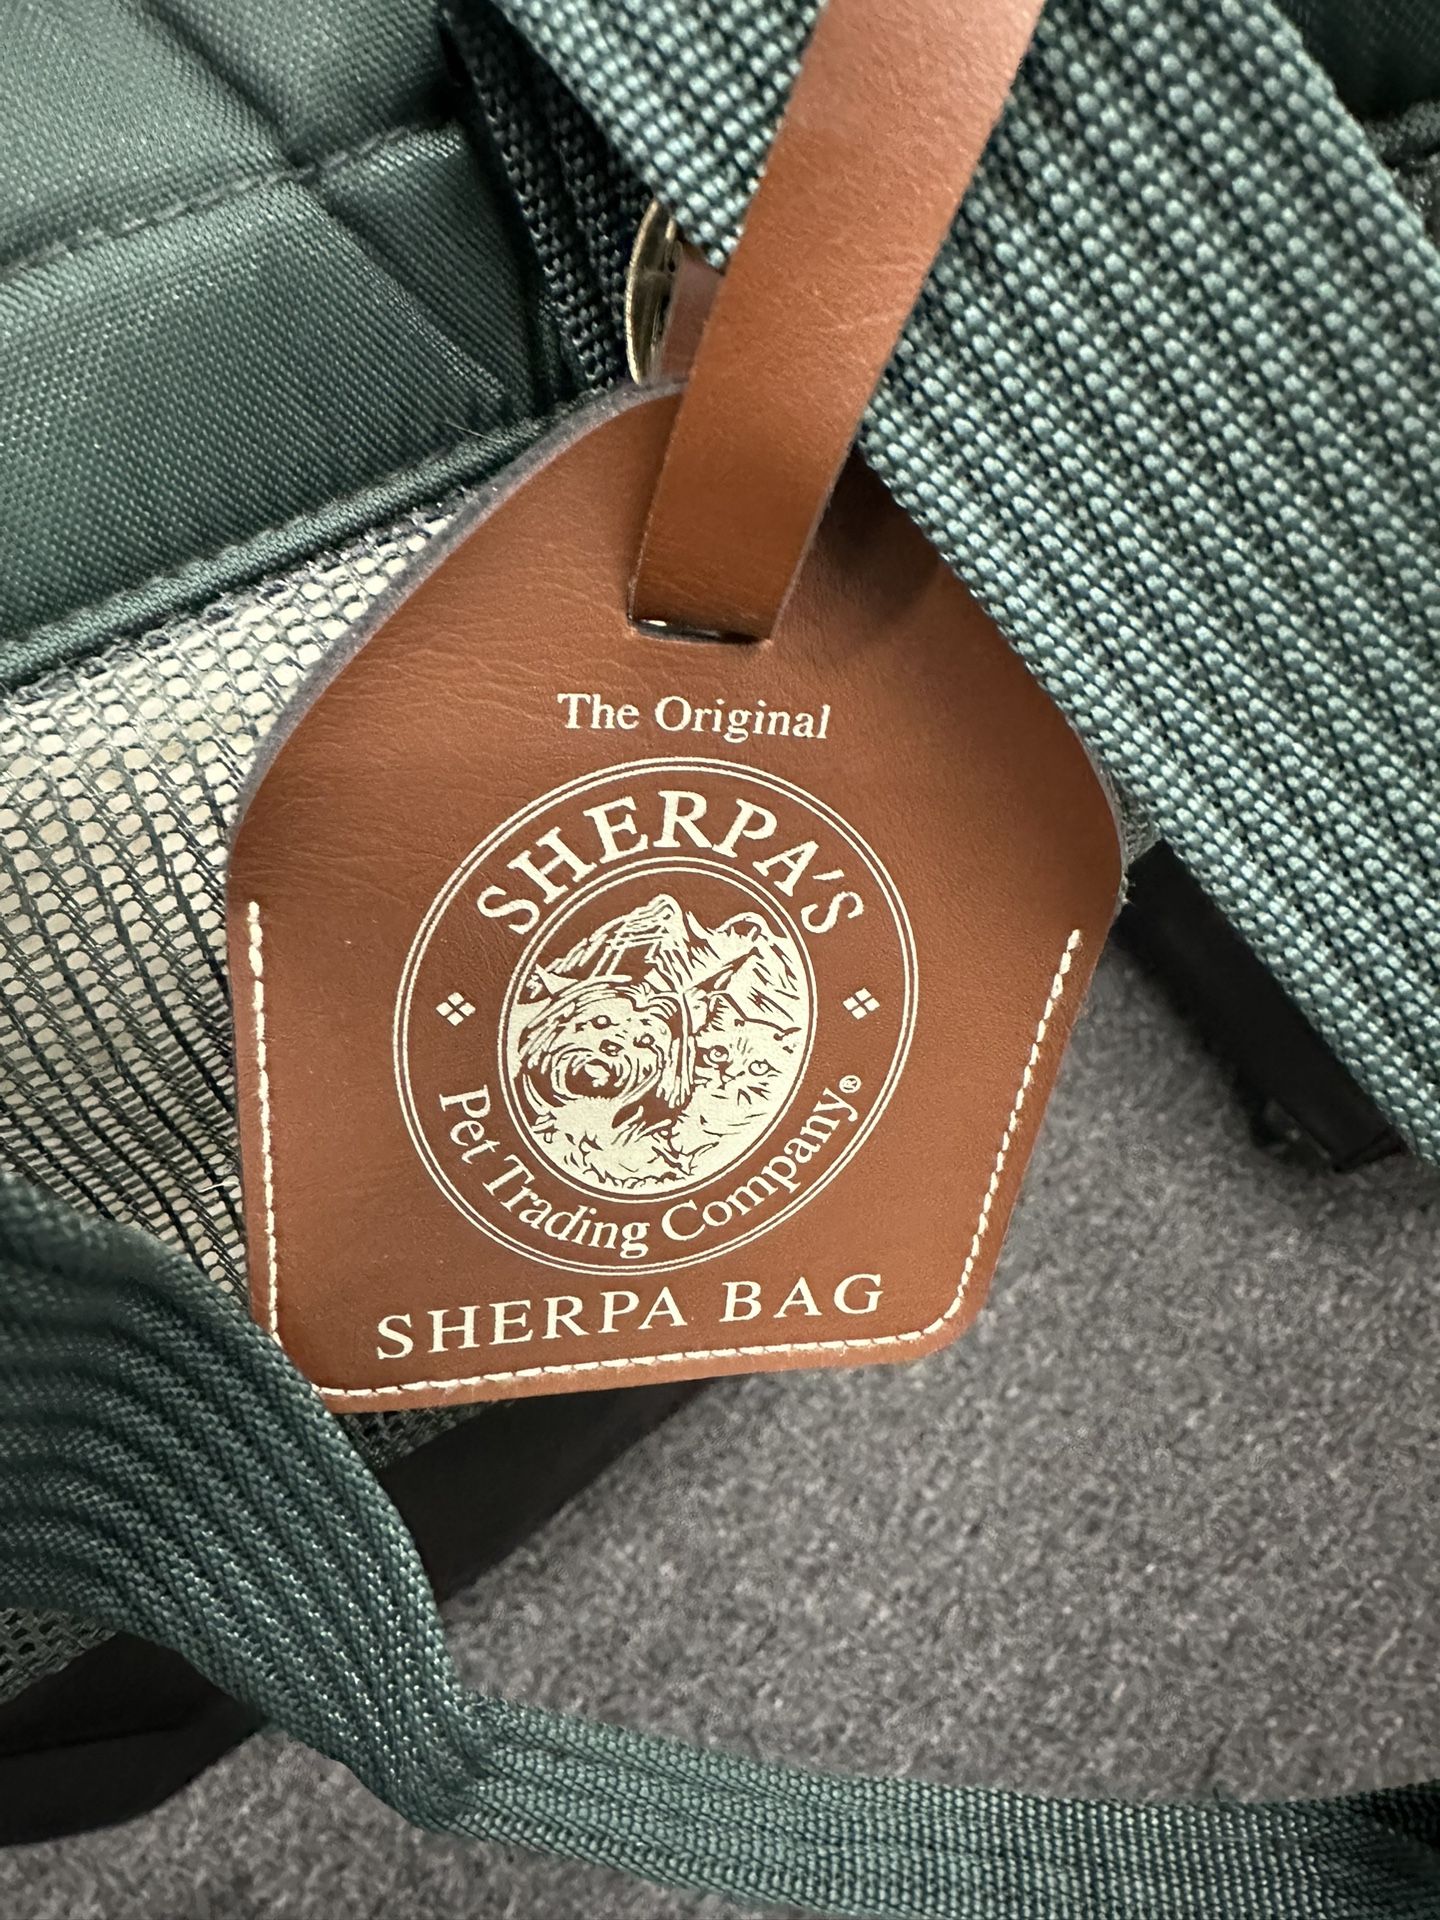 The Original
SHERPA'S
Pet Trading Company®
SHERPA BAG